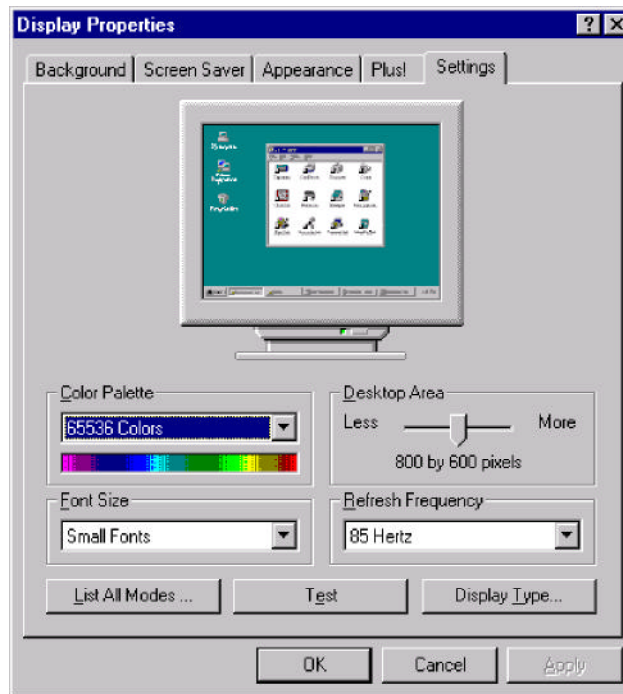 Display Properties
Background Screen Saver Appearance Plus! Settings
Color Palette
65536 Colors
Desktop Area
Less More
800 by 600 pixels
Font Size
Small Fonts
Refresh Frequency
85 Hertz
List All Modes ... Test Display Type...
OK Cancel Apply